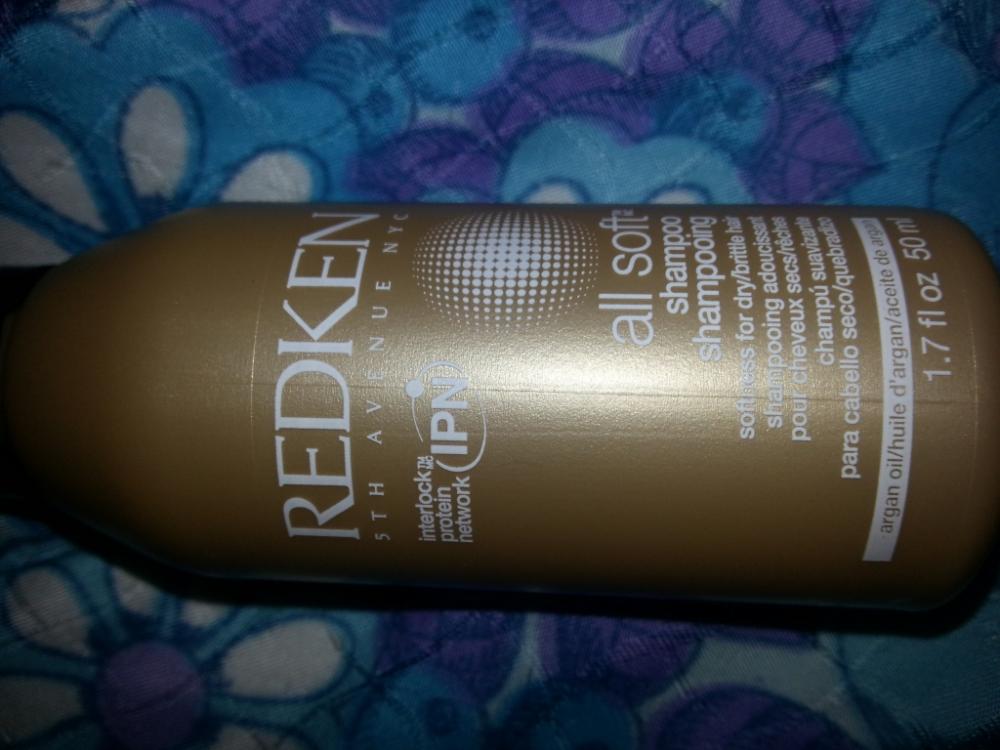 REDKEN
5TH AVENUE NYC
interlock™ MC
protein
network
IPN
all soft
shampoo
shampooing
softness for dry/brittle hair
shampooing adoucissant
pour cheveux secs/rêches
champú suavizante
para cabello seco/quebradizo
argan oil/huile d'argan/aceite de argán
1.7 fl oz 50 ml